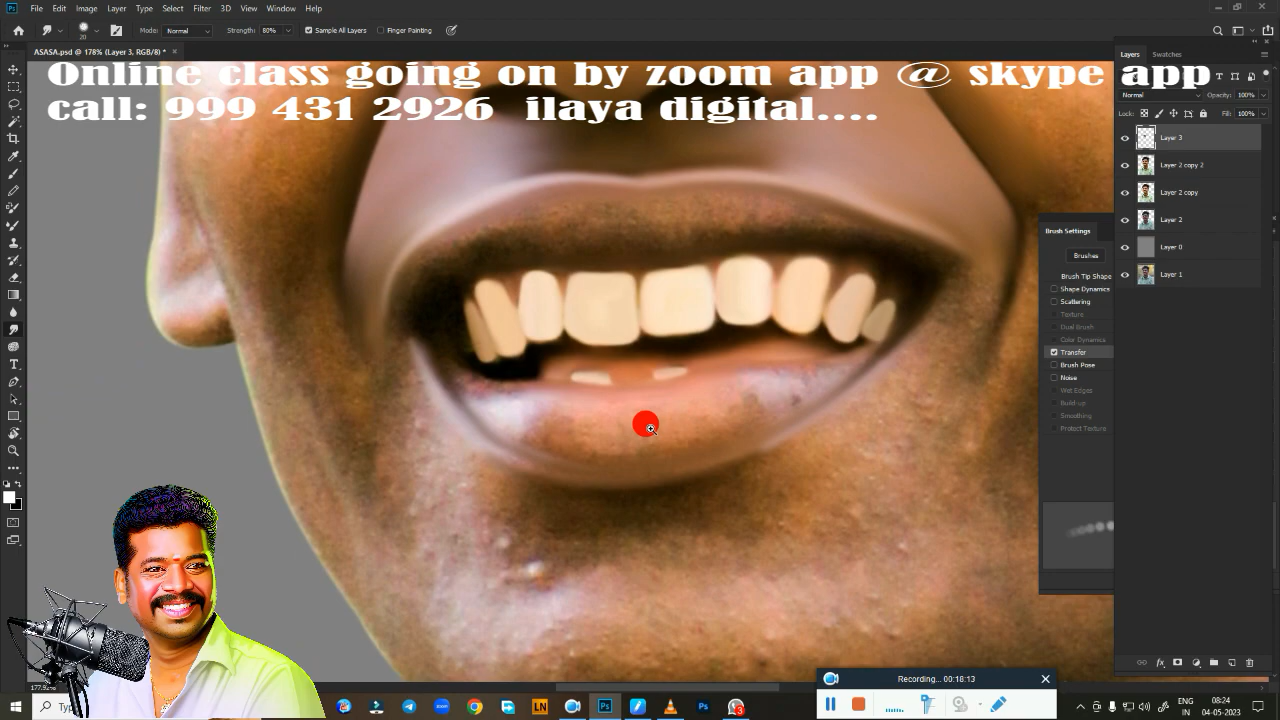 File Edit Image Layer Type Select Filter 3D View Window Help
20 Mode: Normal Strength: 80% Sample All Layers Finger Painting
ASASA.psd @ 178% (Layer 3, RGB/8) *
Online class going on by zoom app @ skype app
call: 999 431 2926 ilaya digital....
Layers Swatches
Normal Opacity: 100%
Lock: Fill: 100%
Layer 3
Layer 2 copy 2
Layer 2 copy
Layer 2
Layer 0
Layer 1
Brush Settings
Brushes
Brush Tip Shape
Shape Dynamics
Scattering
Texture
Dual Brush
Color Dynamics
Transfer
Brush Pose
Noise
Wet Edges
Build-up
Smoothing
Protect Texture
Recording... 00:18:13
ENG
IN
08:24
04-05-2023